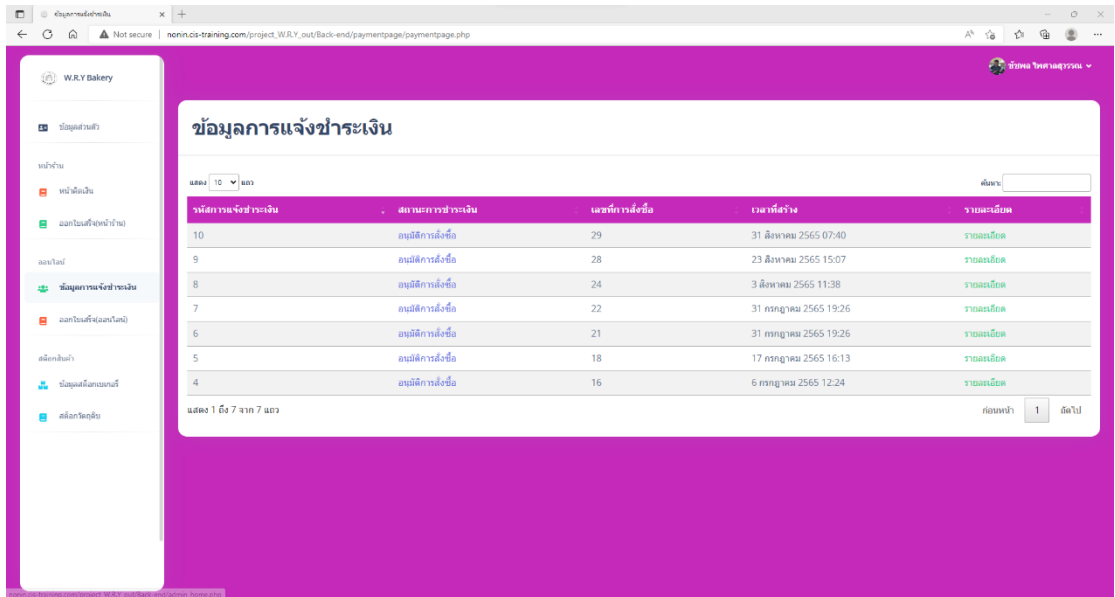 ข้อมูลการแจ้งชำระเงิน
Not secure
nonin.cis-training.com/project_W.R.Y_out/Back-end/paymentpage/paymentpage.php
W.R.Y Bakery
ชัชพล ไพศาลสุวรรณ
ข้อมูลส่วนตัว
หน้าร้าน
หน้าคิดเงิน
ออกใบเสร็จ(หน้าร้าน)
ออนไลน์
ข้อมูลการแจ้งชำระเงิน
ออกใบเสร็จ(ออนไลน์)
สต็อกสินค้า
ข้อมูลสต็อกเบเกอรี่
สต็อกวัตถุดิบ
ข้อมูลการแจ้งชำระเงิน
แสดง 10 แถว
ค้นหา:
รหัสการแจ้งชำระเงิน สถานะการชำระเงิน เลขที่การสั่งซื้อ เวลาที่สร้าง รายละเอียด
10 อนุมัติการสั่งซื้อ 29 31 สิงหาคม 2565 07:40 รายละเอียด
9 อนุมัติการสั่งซื้อ 28 23 สิงหาคม 2565 15:07 รายละเอียด
8 อนุมัติการสั่งซื้อ 24 3 สิงหาคม 2565 11:38 รายละเอียด
7 อนุมัติการสั่งซื้อ 22 31 กรกฎาคม 2565 19:26 รายละเอียด
6 อนุมัติการสั่งซื้อ 21 31 กรกฎาคม 2565 19:26 รายละเอียด
5 อนุมัติการสั่งซื้อ 18 17 กรกฎาคม 2565 16:13 รายละเอียด
4 อนุมัติการสั่งซื้อ 16 6 กรกฎาคม 2565 12:24 รายละเอียด
แสดง 1 ถึง 7 จาก 7 แถว
ก่อนหน้า 1 ถัดไป
nonin.cis-training.com/project_W.R.Y_out/Back-end/admin_home.php